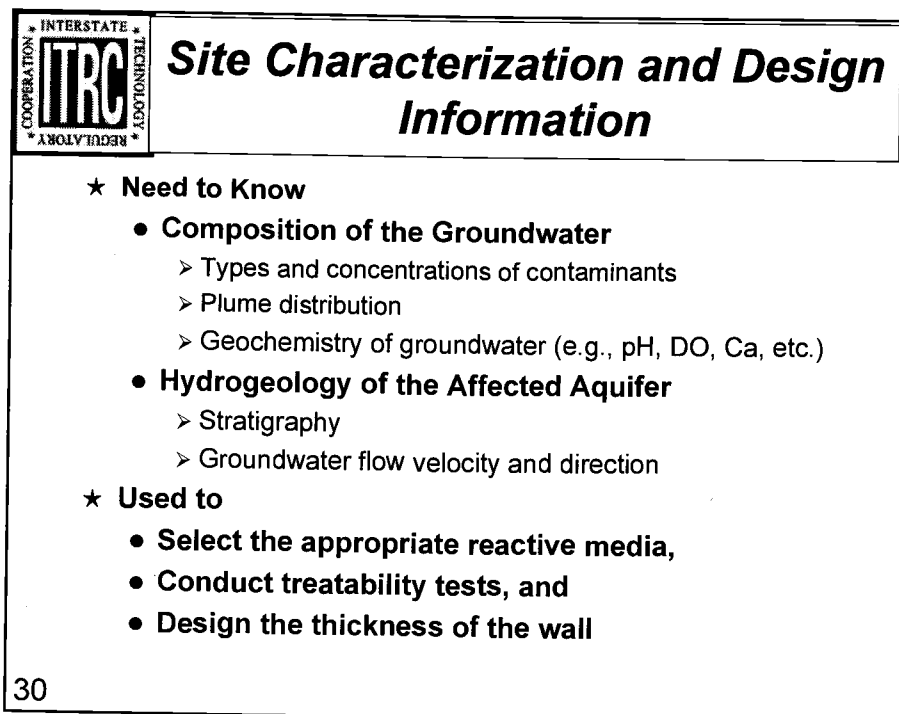 * INTERSTATE *
TECHNOLOGY
* REGULATORY *
COOPERATION
ITRC
Site Characterization and Design
Information
★ Need to Know
● Composition of the Groundwater
➢ Types and concentrations of contaminants
➢ Plume distribution
➢ Geochemistry of groundwater (e.g., pH, DO, Ca, etc.)
● Hydrogeology of the Affected Aquifer
➢ Stratigraphy
➢ Groundwater flow velocity and direction
★ Used to
● Select the appropriate reactive media,
● Conduct treatability tests, and
● Design the thickness of the wall
30